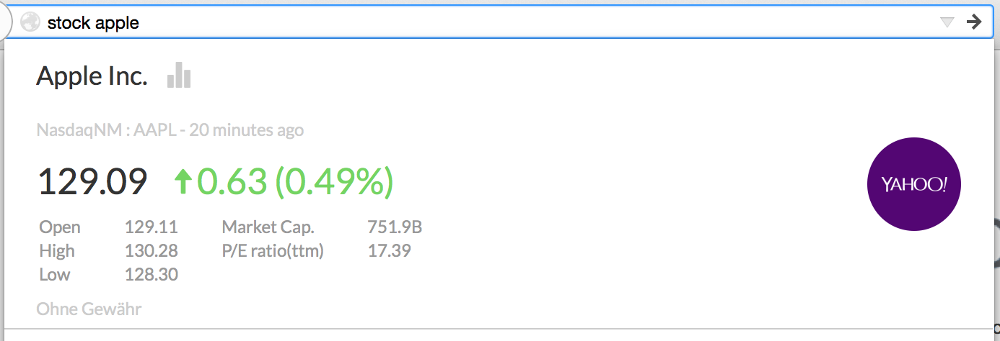 stock apple
Apple Inc.
NasdaqNM : AAPL - 20 minutes ago
129.09 0.63 (0.49%)
YAHOO!
Open 129.11 Market Cap. 751.9B
High 130.28 P/E ratio(ttm) 17.39
Low 128.30
Ohne Gewähr